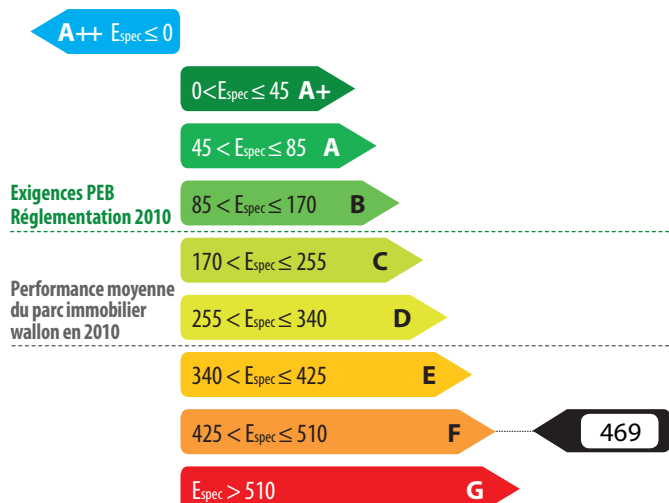 A++ Espec ≤ 0
0<Espec ≤ 45 A+
45 < Espec ≤ 85 A
Exigences PEB
Réglementation 2010
85 < Espec ≤ 170 B
170 < Espec ≤ 255 C
Performance moyenne
du parc immobilier
wallon en 2010
255 < Espec ≤ 340 D
340 < Espec ≤ 425 E
425 < Espec ≤ 510 F
469
Espec > 510 G